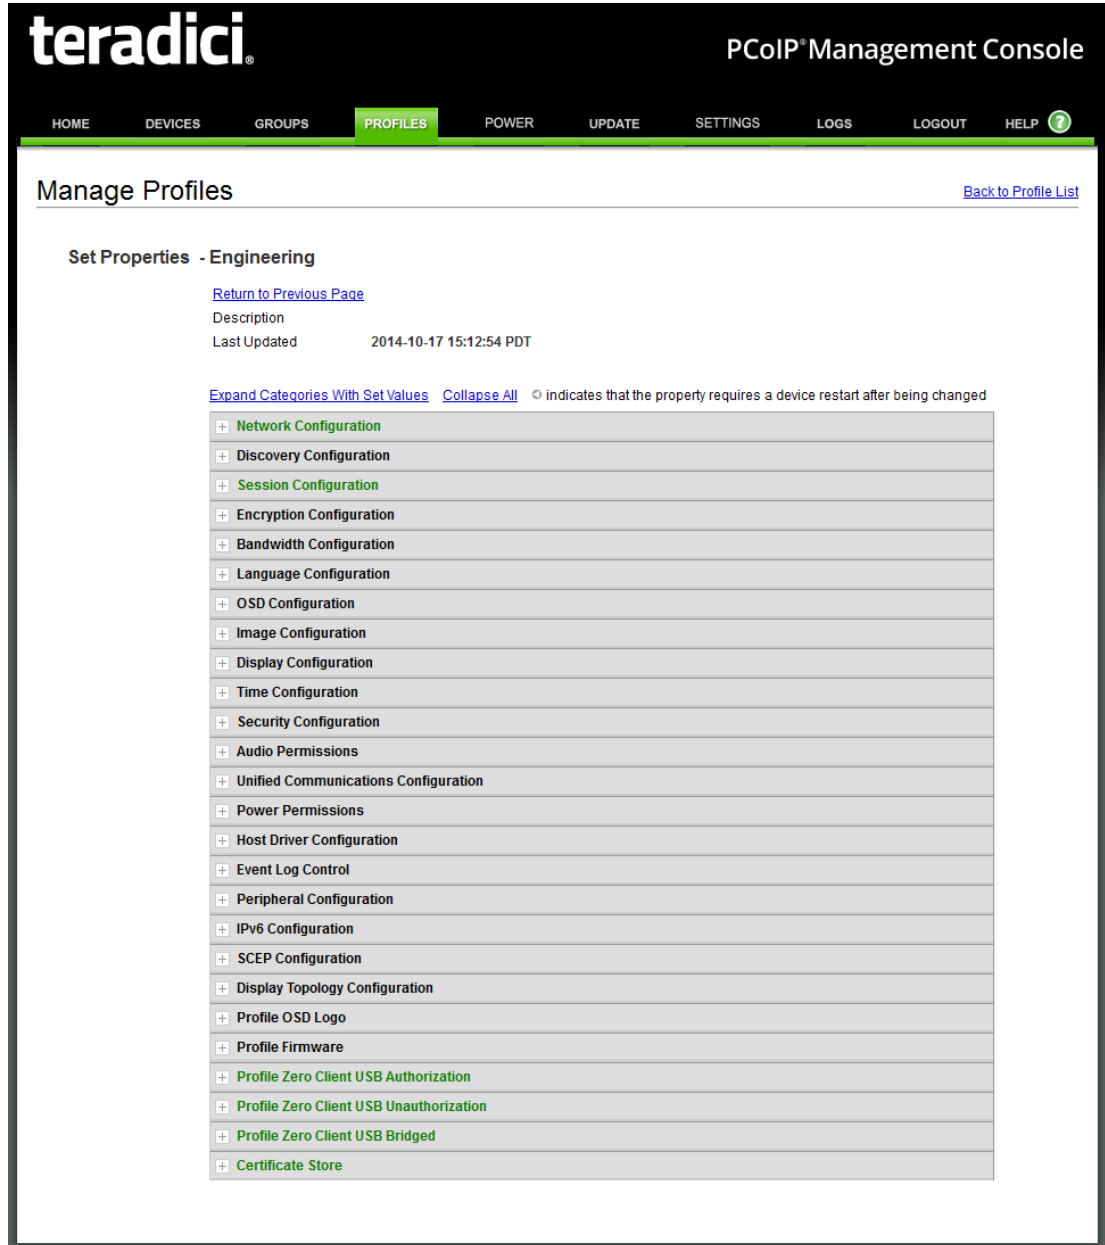 teradici®
PCoIP® Management Console
HOME DEVICES GROUPS PROFILES POWER UPDATE SETTINGS LOGS LOGOUT HELP ?
Manage Profiles
Back to Profile List
Set Properties - Engineering
Return to Previous Page
Description
Last Updated 2014-10-17 15:12:54 PDT
Expand Categories With Set Values Collapse All indicates that the property requires a device restart after being changed
Network Configuration
Discovery Configuration
Session Configuration
Encryption Configuration
Bandwidth Configuration
Language Configuration
OSD Configuration
Image Configuration
Display Configuration
Time Configuration
Security Configuration
Audio Permissions
Unified Communications Configuration
Power Permissions
Host Driver Configuration
Event Log Control
Peripheral Configuration
IPv6 Configuration
SCEP Configuration
Display Topology Configuration
Profile OSD Logo
Profile Firmware
Profile Zero Client USB Authorization
Profile Zero Client USB Unauthorization
Profile Zero Client USB Bridged
Certificate Store